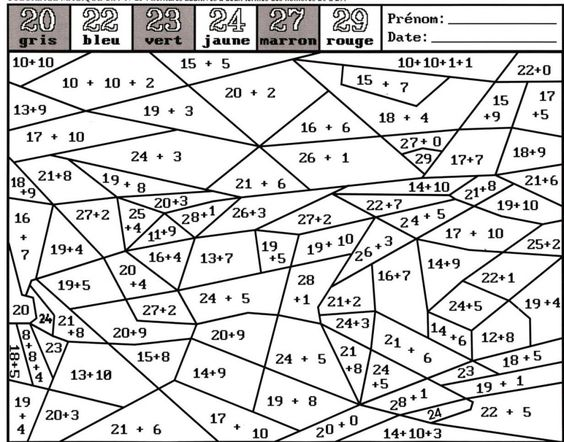 20 22 23 24 27 29
gris bleu vert jaune marron rouge
Prénom:
Date:
10+10
15 + 5
10+10+1+1
22+0
10 + 10 + 2
20 + 2
15 + 7
15 +9
17 +5
13+9
19 + 3
18 + 4
16 + 6
17 + 10
27+0
24 + 3
26 + 1
29
17+7
18+9
18 +9
21+8
19 + 8
21 + 6
14+10
21+8
21+6
20+3
22+7
19+10
16 + 7
27+2
25 +4
28+1
26+3
27+2
24 + 5
11+9
17 + 10
25+2
19+4
16+4
13+7
19 +5
19+ 10
26 +3
14+9
20 +4
16+7
22+1
19+5
28 +1
24 + 5
21+2
24+5
19 +4
20
24
21 +8
27+2
24+3
14 +6
12+8
20+9
20+9
21 + 6
8 + 8 + 4
23
15+8
24 + 5
21 +8
18 + 5
18+5
13+10
14+9
24 +5
23
19 + 1
19 + 4
20+3
19 + 8
28 +1
24
22 + 5
21 + 6
17 + 10
20 + 0
14+10+3